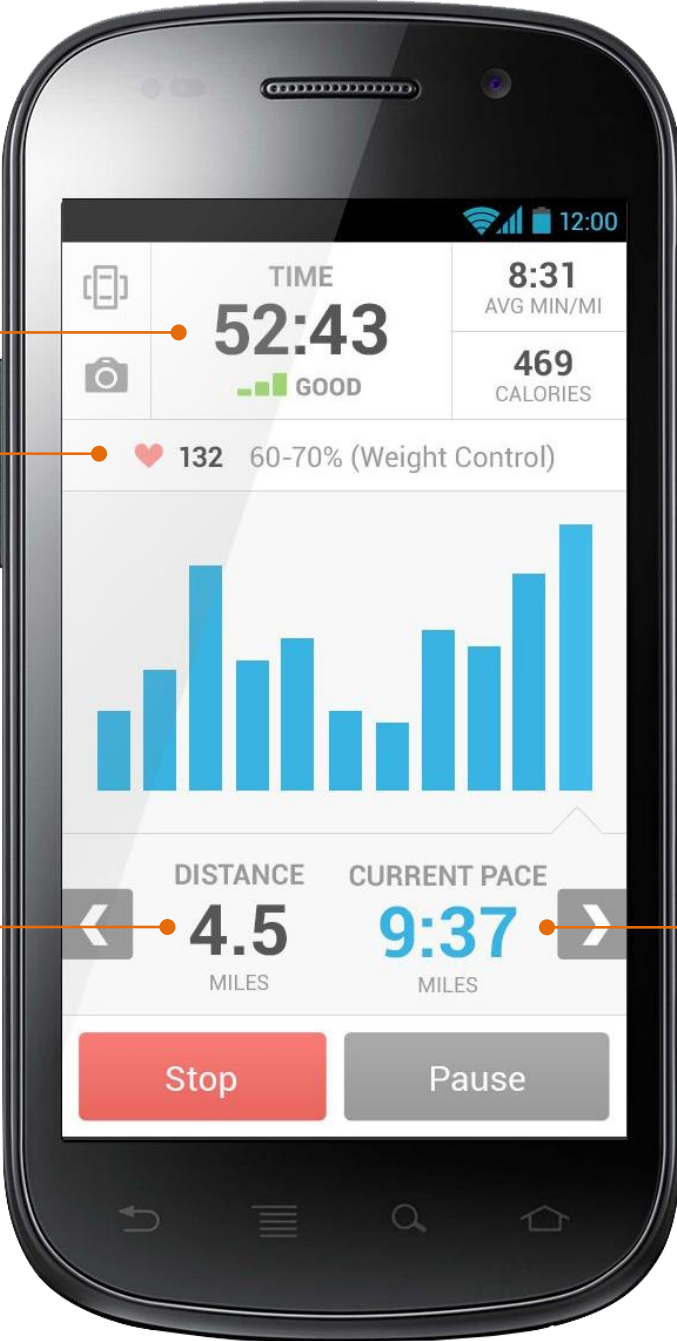 12:00
TIME
52:43
GOOD
8:31
AVG MIN/MI
469
CALORIES
132 60-70% (Weight Control)
DISTANCE
4.5
MILES
CURRENT PACE
9:37
MILES
Stop
Pause